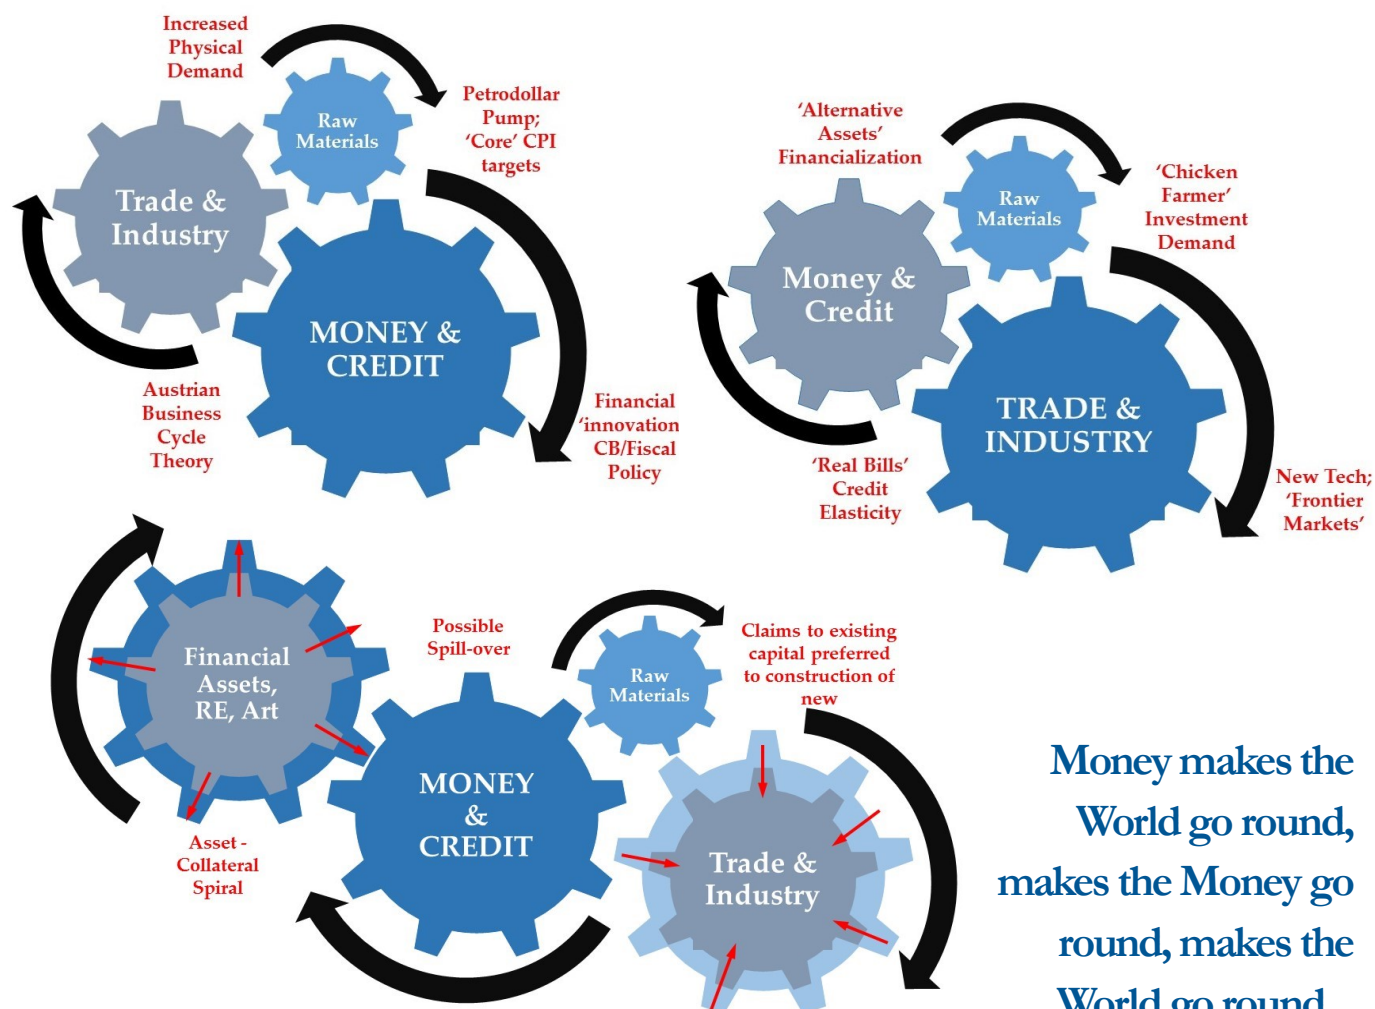 Increased
Physical
Demand
Raw
Materials
Petrodollar
Pump;
‘Core’ CPI
targets
Trade &
Industry
MONEY &
CREDIT
Austrian
Business
Cycle
Theory
Financial
‘innovation
CB/Fiscal
Policy
‘Alternative
Assets’
Financialization
Raw
Materials
‘Chicken
Farmer’
Investment
Demand
Money &
Credit
TRADE &
INDUSTRY
‘Real Bills’
Credit
Elasticity
New Tech;
‘Frontier
Markets’
Financial
Assets,
RE, Art
Possible
Spill-over
Raw
Materials
Claims to existing
capital preferred
to construction of
new
MONEY
&
CREDIT
Asset -
Collateral
Spiral
Trade &
Industry
Money makes the
World go round,
makes the Money go
round, makes the
World go round